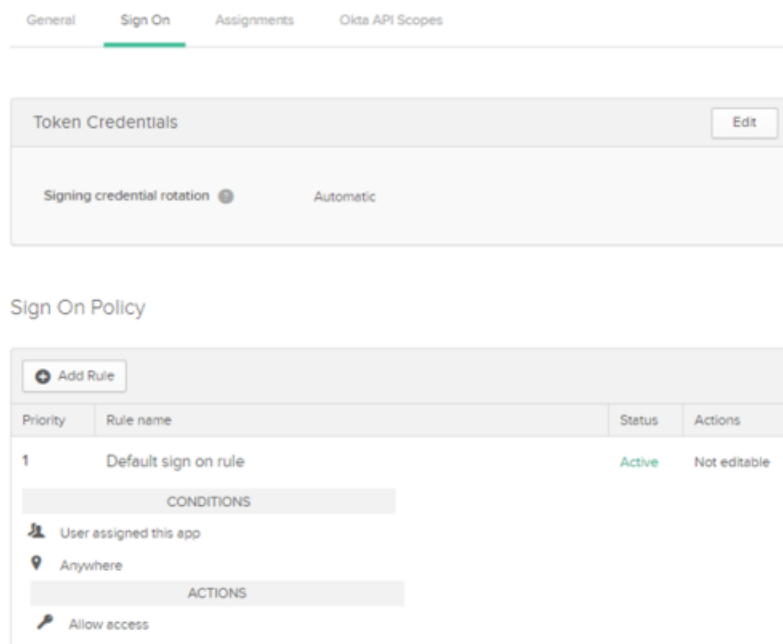 General Sign On Assignments Okta API Scopes
Token Credentials Edit
Signing credential rotation ? Automatic
Sign On Policy
Add Rule
Priority Rule name Status Actions
1 Default sign on rule Active Not editable
CONDITIONS
User assigned this app
Anywhere
ACTIONS
Allow access